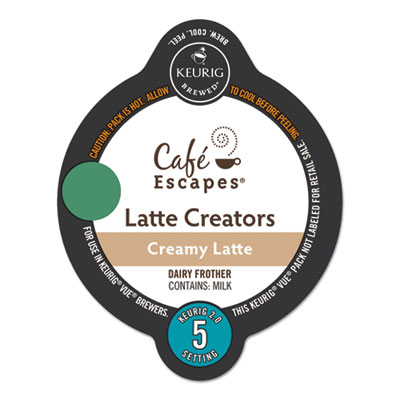 BREW. COOL. PEEL.
KEURIG
BREWED®
CAUTION: PACK IS HOT. ALLOW TO COOL BEFORE PEELING.
Café
Escapes®
Latte Creators
Creamy Latte
DAIRY FROTHER
CONTAINS: MILK
FOR USE IN KEURIG® VUE® BREWERS.
THIS KEURIG® VUE® PACK NOT LABELED FOR RETAIL SALE.
KEURIG 2.0
5
SETTING